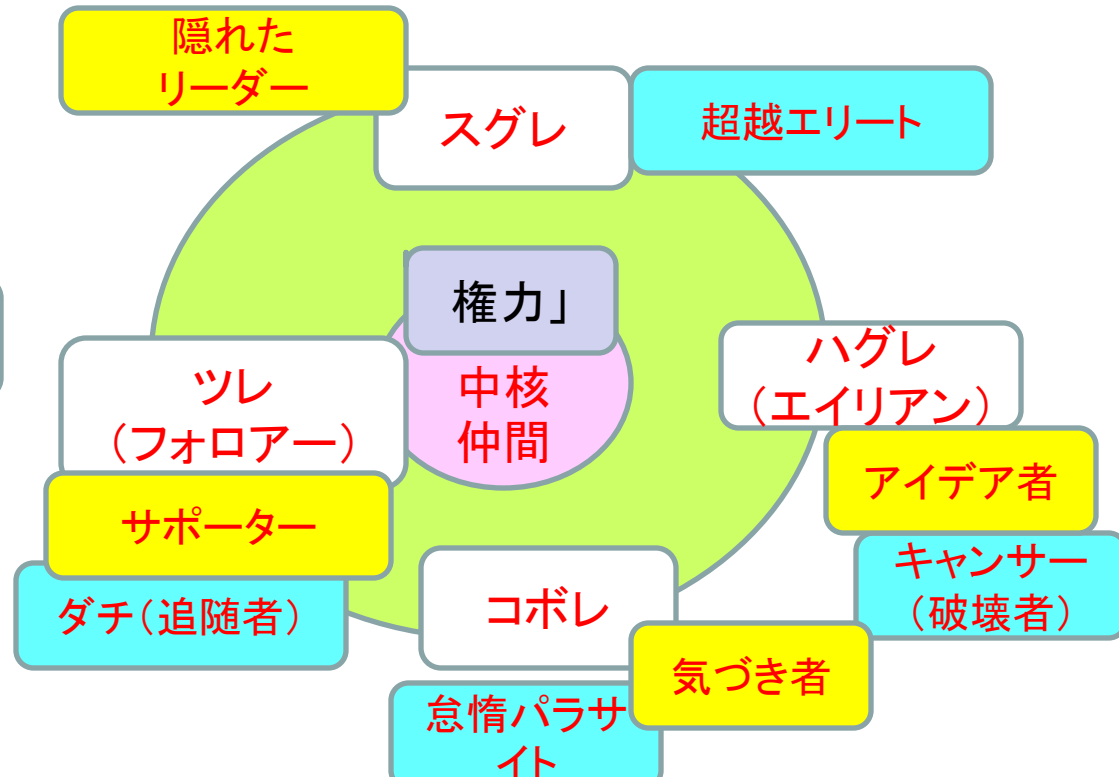 隠れた
リーダー
スグレ
超越エリート
権力」
中核
仲間
ツレ
（フォロアー）
ハグレ
（エイリアン）
サポーター
アイデア者
ダチ（追随者）
キャンサー
（破壊者）
コボレ
気づき者
怠惰パラサ
イト